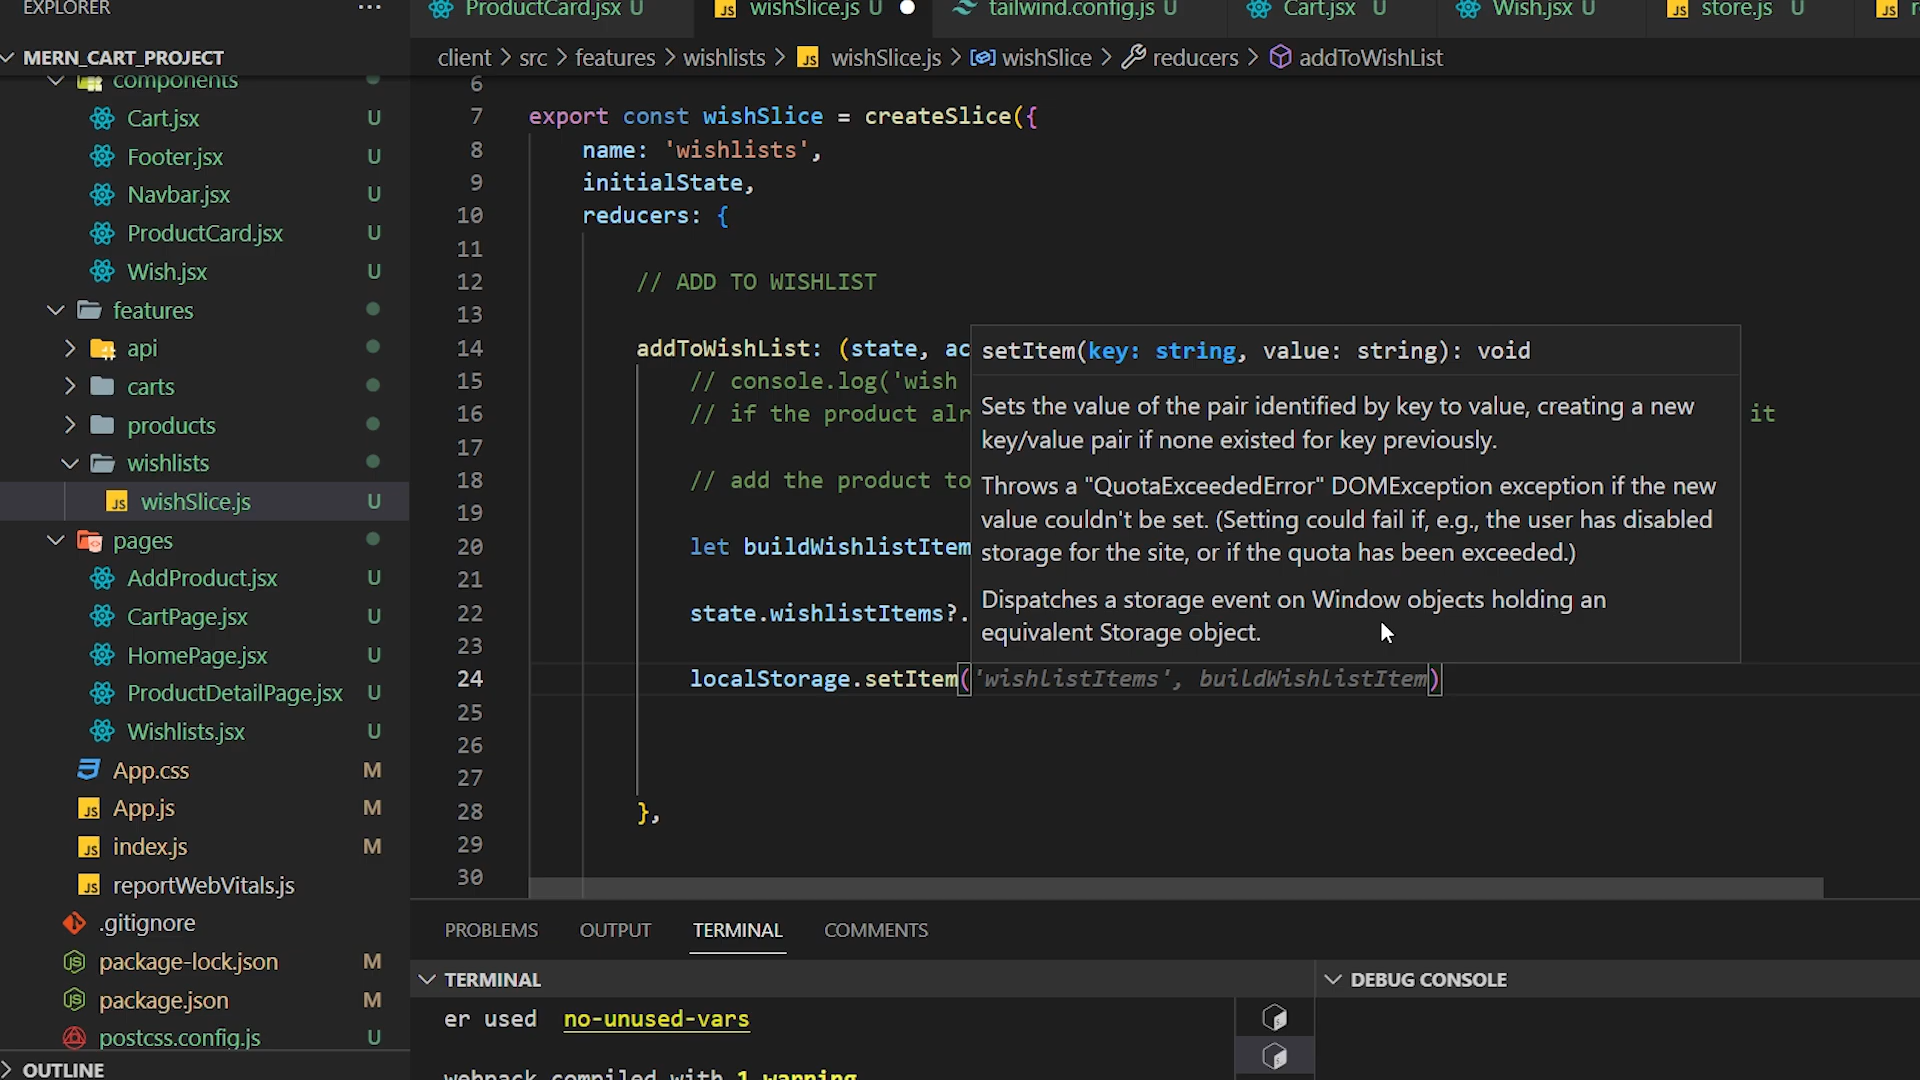 EXPLORER
...
ProductCard.jsx U
wishSlice.js U
tailwind.config.js U
Cart.jsx U
Wish.jsx U
store.js U
MERN_CART_PROJECT
client > src > features > wishlists > wishSlice.js > wishSlice > reducers > addToWishList
components
Cart.jsx U
Footer.jsx U
Navbar.jsx U
ProductCard.jsx U
Wish.jsx U
features
api
carts
products
wishlists
wishSlice.js U
pages
AddProduct.jsx U
CartPage.jsx U
HomePage.jsx U
ProductDetailPage.jsx U
Wishlists.jsx U
App.css M
App.js M
index.js M
reportWebVitals.js
.gitignore
package-lock.json M
package.json M
postcss.config.js U
OUTLINE
6
7 export const wishSlice = createSlice({
8 name: 'wishlists',
9 initialState,
10 reducers: {
11
12 // ADD TO WISHLIST
13
14 addToWishList: (state, ac
15 // console.log('wish
16 // if the product alr it
17
18 // add the product to
19
20 let buildWishlistItem
21
22 state.wishlistItems?.
23
24 localStorage.setItem('wishlistItems', buildWishlistItem)
25
26
27
28 },
29
30
setItem(key: string, value: string): void
Sets the value of the pair identified by key to value, creating a new
key/value pair if none existed for key previously.
Throws a "QuotaExceededError" DOMException exception if the new
value couldn't be set. (Setting could fail if, e.g., the user has disabled
storage for the site, or if the quota has been exceeded.)
Dispatches a storage event on Window objects holding an
equivalent Storage object.
PROBLEMS OUTPUT TERMINAL COMMENTS
TERMINAL
DEBUG CONSOLE
er used no-unused-vars
webpack compiled with 1 warning